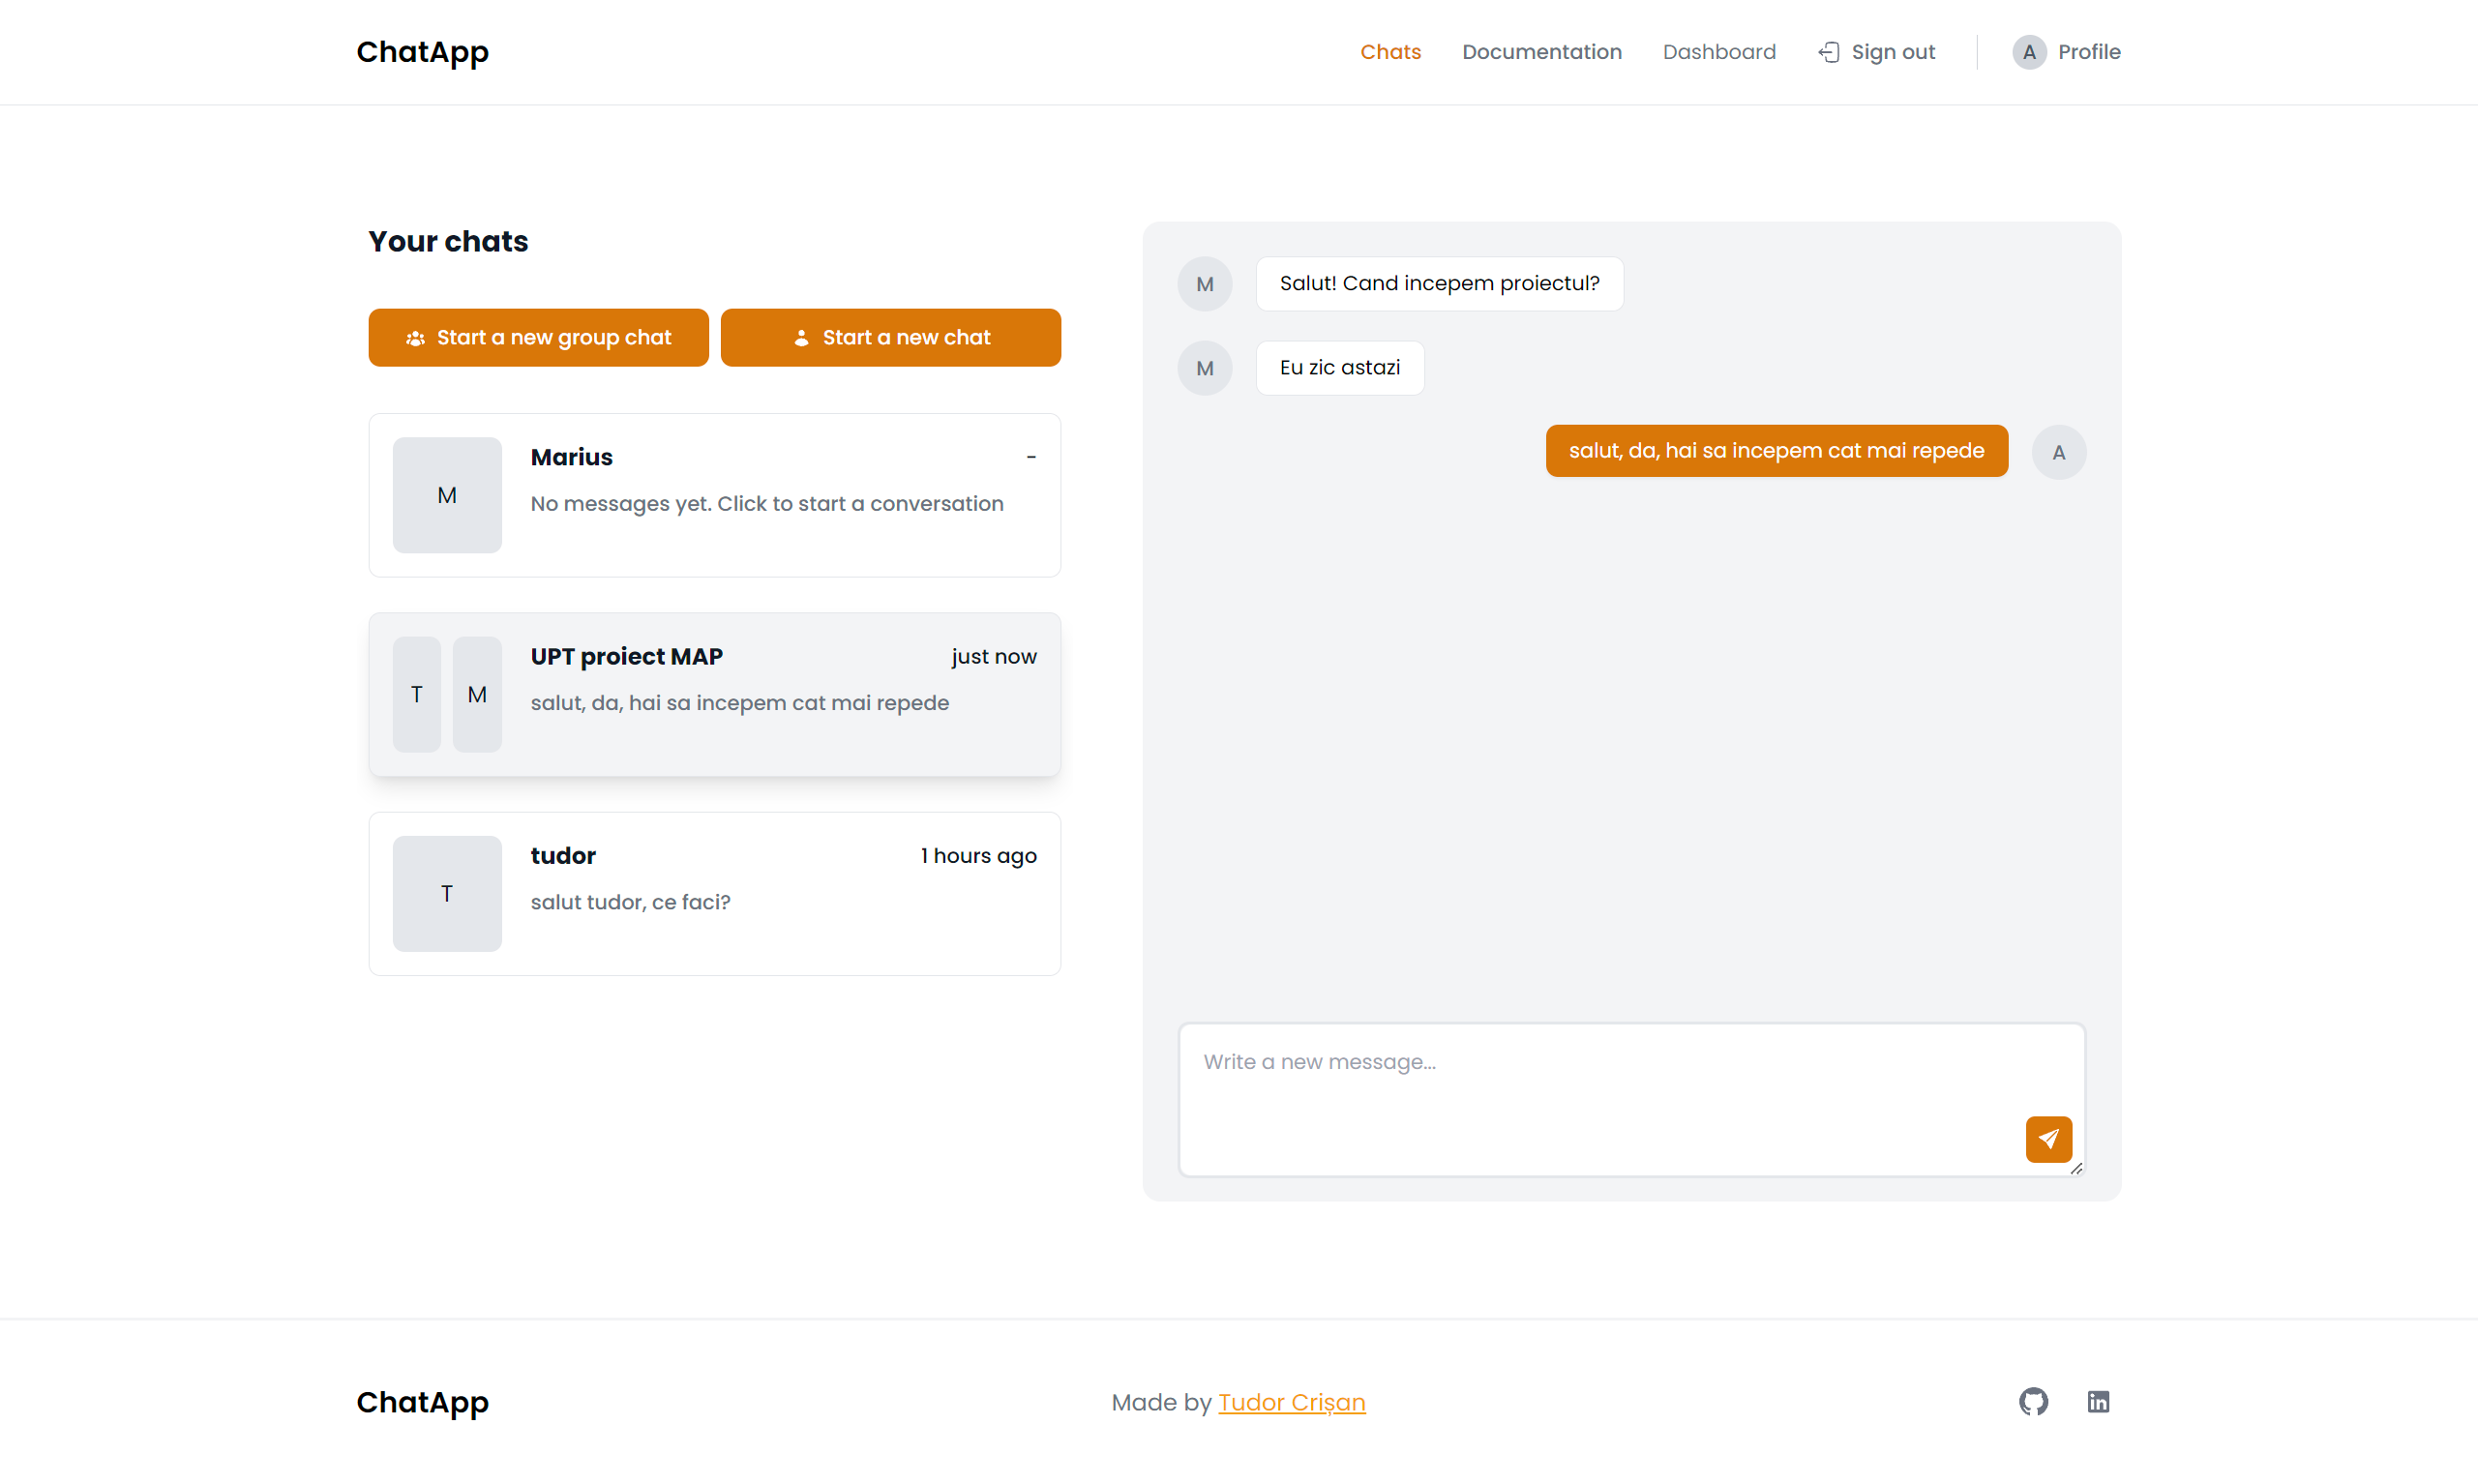 ChatApp
Chats
Documentation
Dashboard
Sign out
A
Profile
Your chats
Start a new group chat
Start a new chat
M
Marius
-
No messages yet. Click to start a conversation
T
M
UPT proiect MAP
just now
salut, da, hai sa incepem cat mai repede
T
tudor
1 hours ago
salut tudor, ce faci?
M
Salut! Cand incepem proiectul?
M
Eu zic astazi
salut, da, hai sa incepem cat mai repede
A
Write a new message...
ChatApp
Made by Tudor Crișan